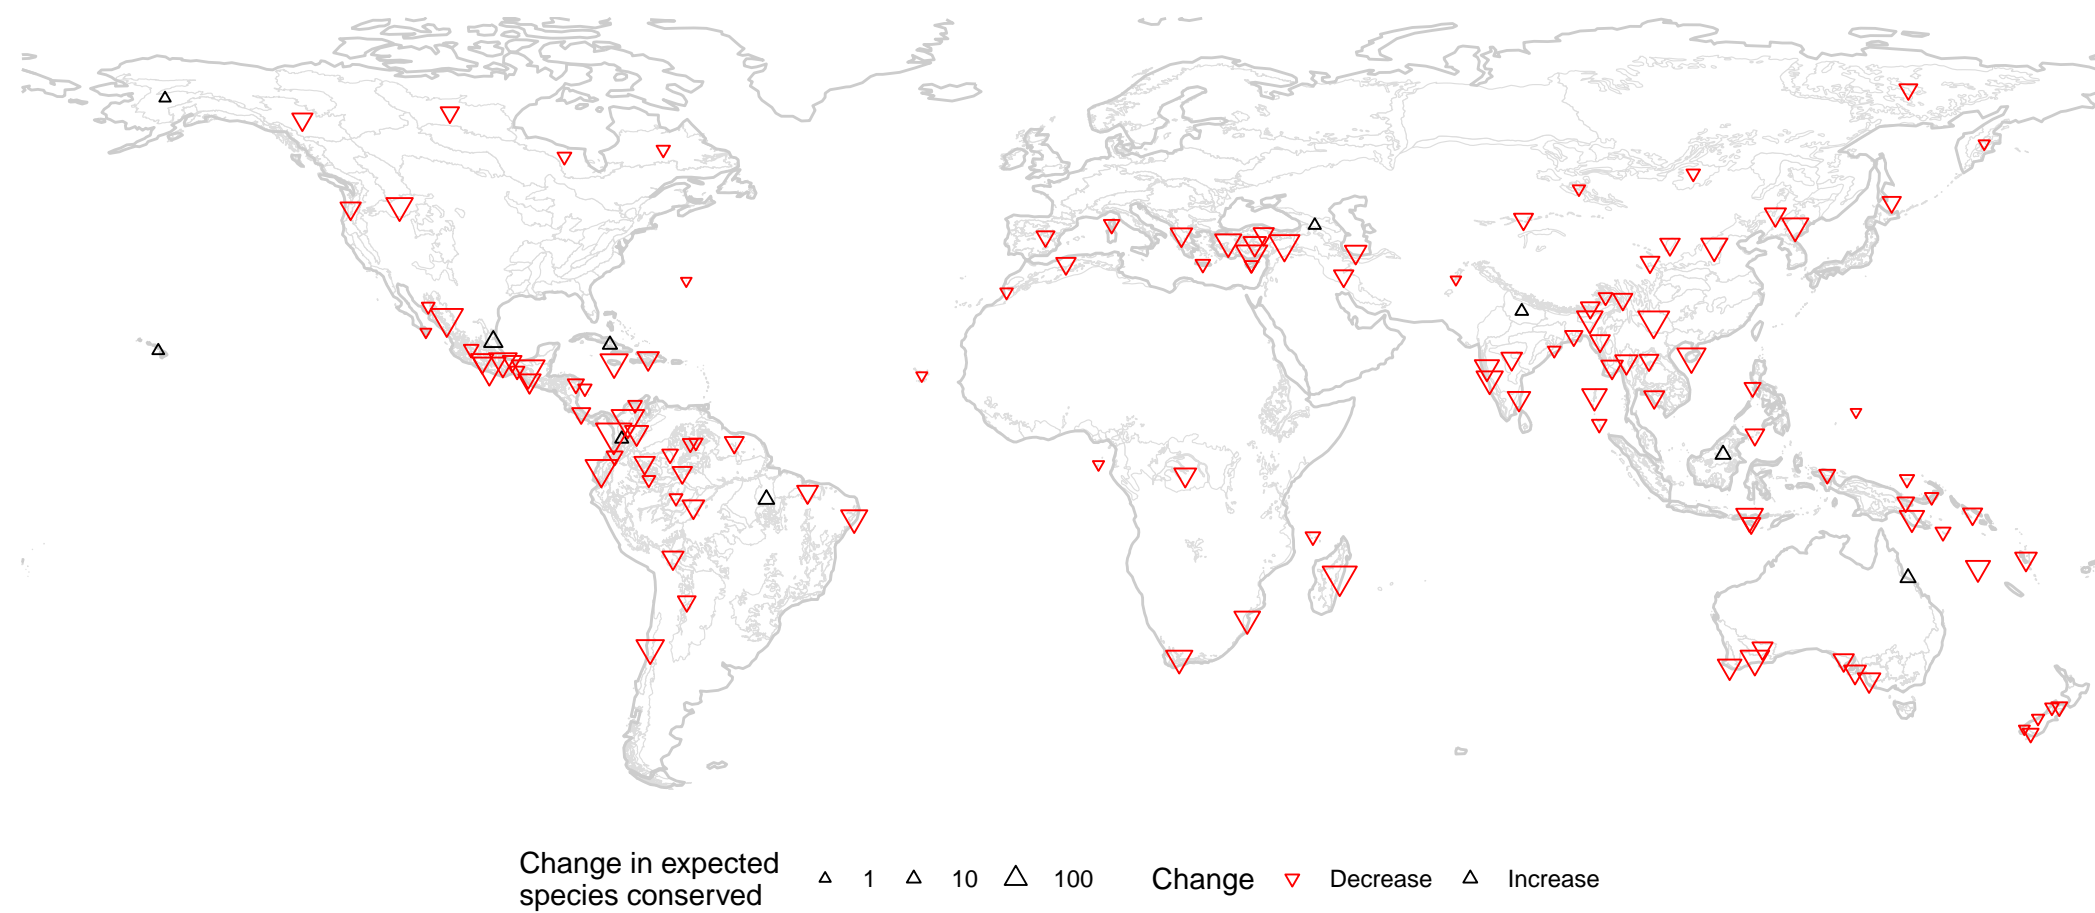 Change in expected
species conserved
1
10
100
Change
Decrease
Increase